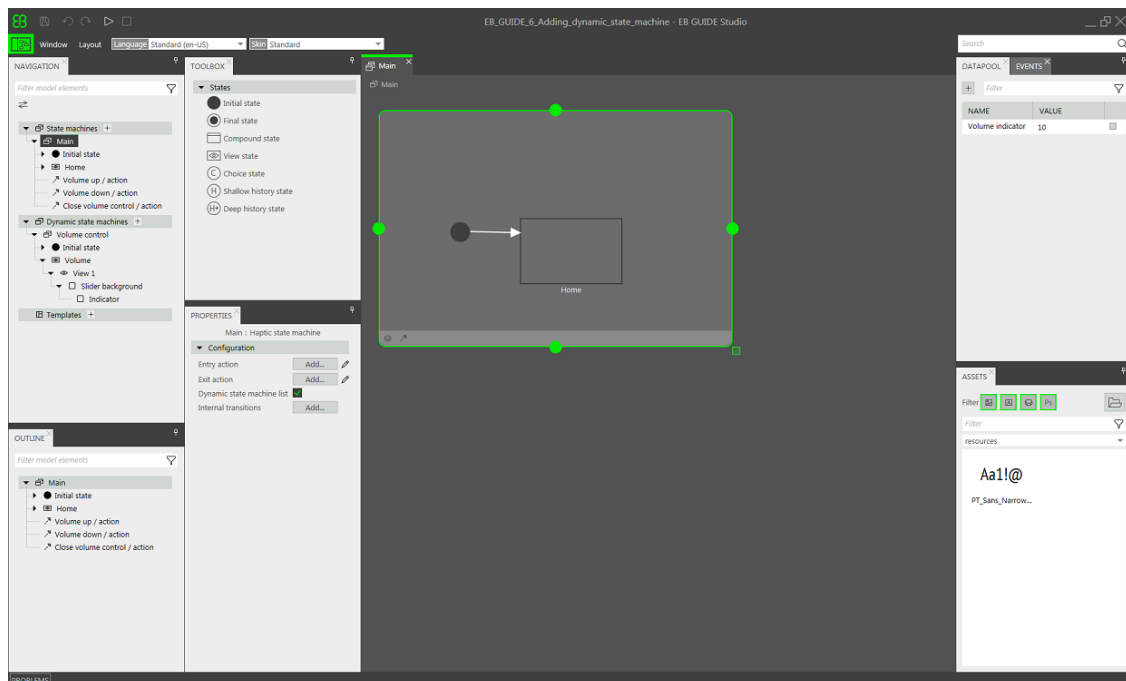 EB
EB_GUIDE_6_Adding_dynamic_state_machine - EB GUIDE Studio
Window Layout Language Standard (en-US) Skin Standard
Search
NAVIGATION
Filter model elements
State machines +
Main
Initial state
Home
Volume up / action
Volume down / action
Close volume control / action
Dynamic state machines +
Volume control
Initial state
Volume
View 1
Slider background
Indicator
Templates +
OUTLINE
Filter model elements
Main
Initial state
Home
Volume up / action
Volume down / action
Close volume control / action
TOOLBOX
States
Initial state
Final state
Compound state
View state
C Choice state
H Shallow history state
H* Deep history state
PROPERTIES
Main : Haptic state machine
Configuration
Entry action Add...
Exit action Add...
Dynamic state machine list
Internal transitions Add...
Main
Main
Home
DATAPOOL EVENTS
+ Filter
NAME VALUE
Volume indicator 10
ASSETS
Filter Ps
Filter
resources
Aa1!@
PT_Sans_Narrow...
PROBLEMS